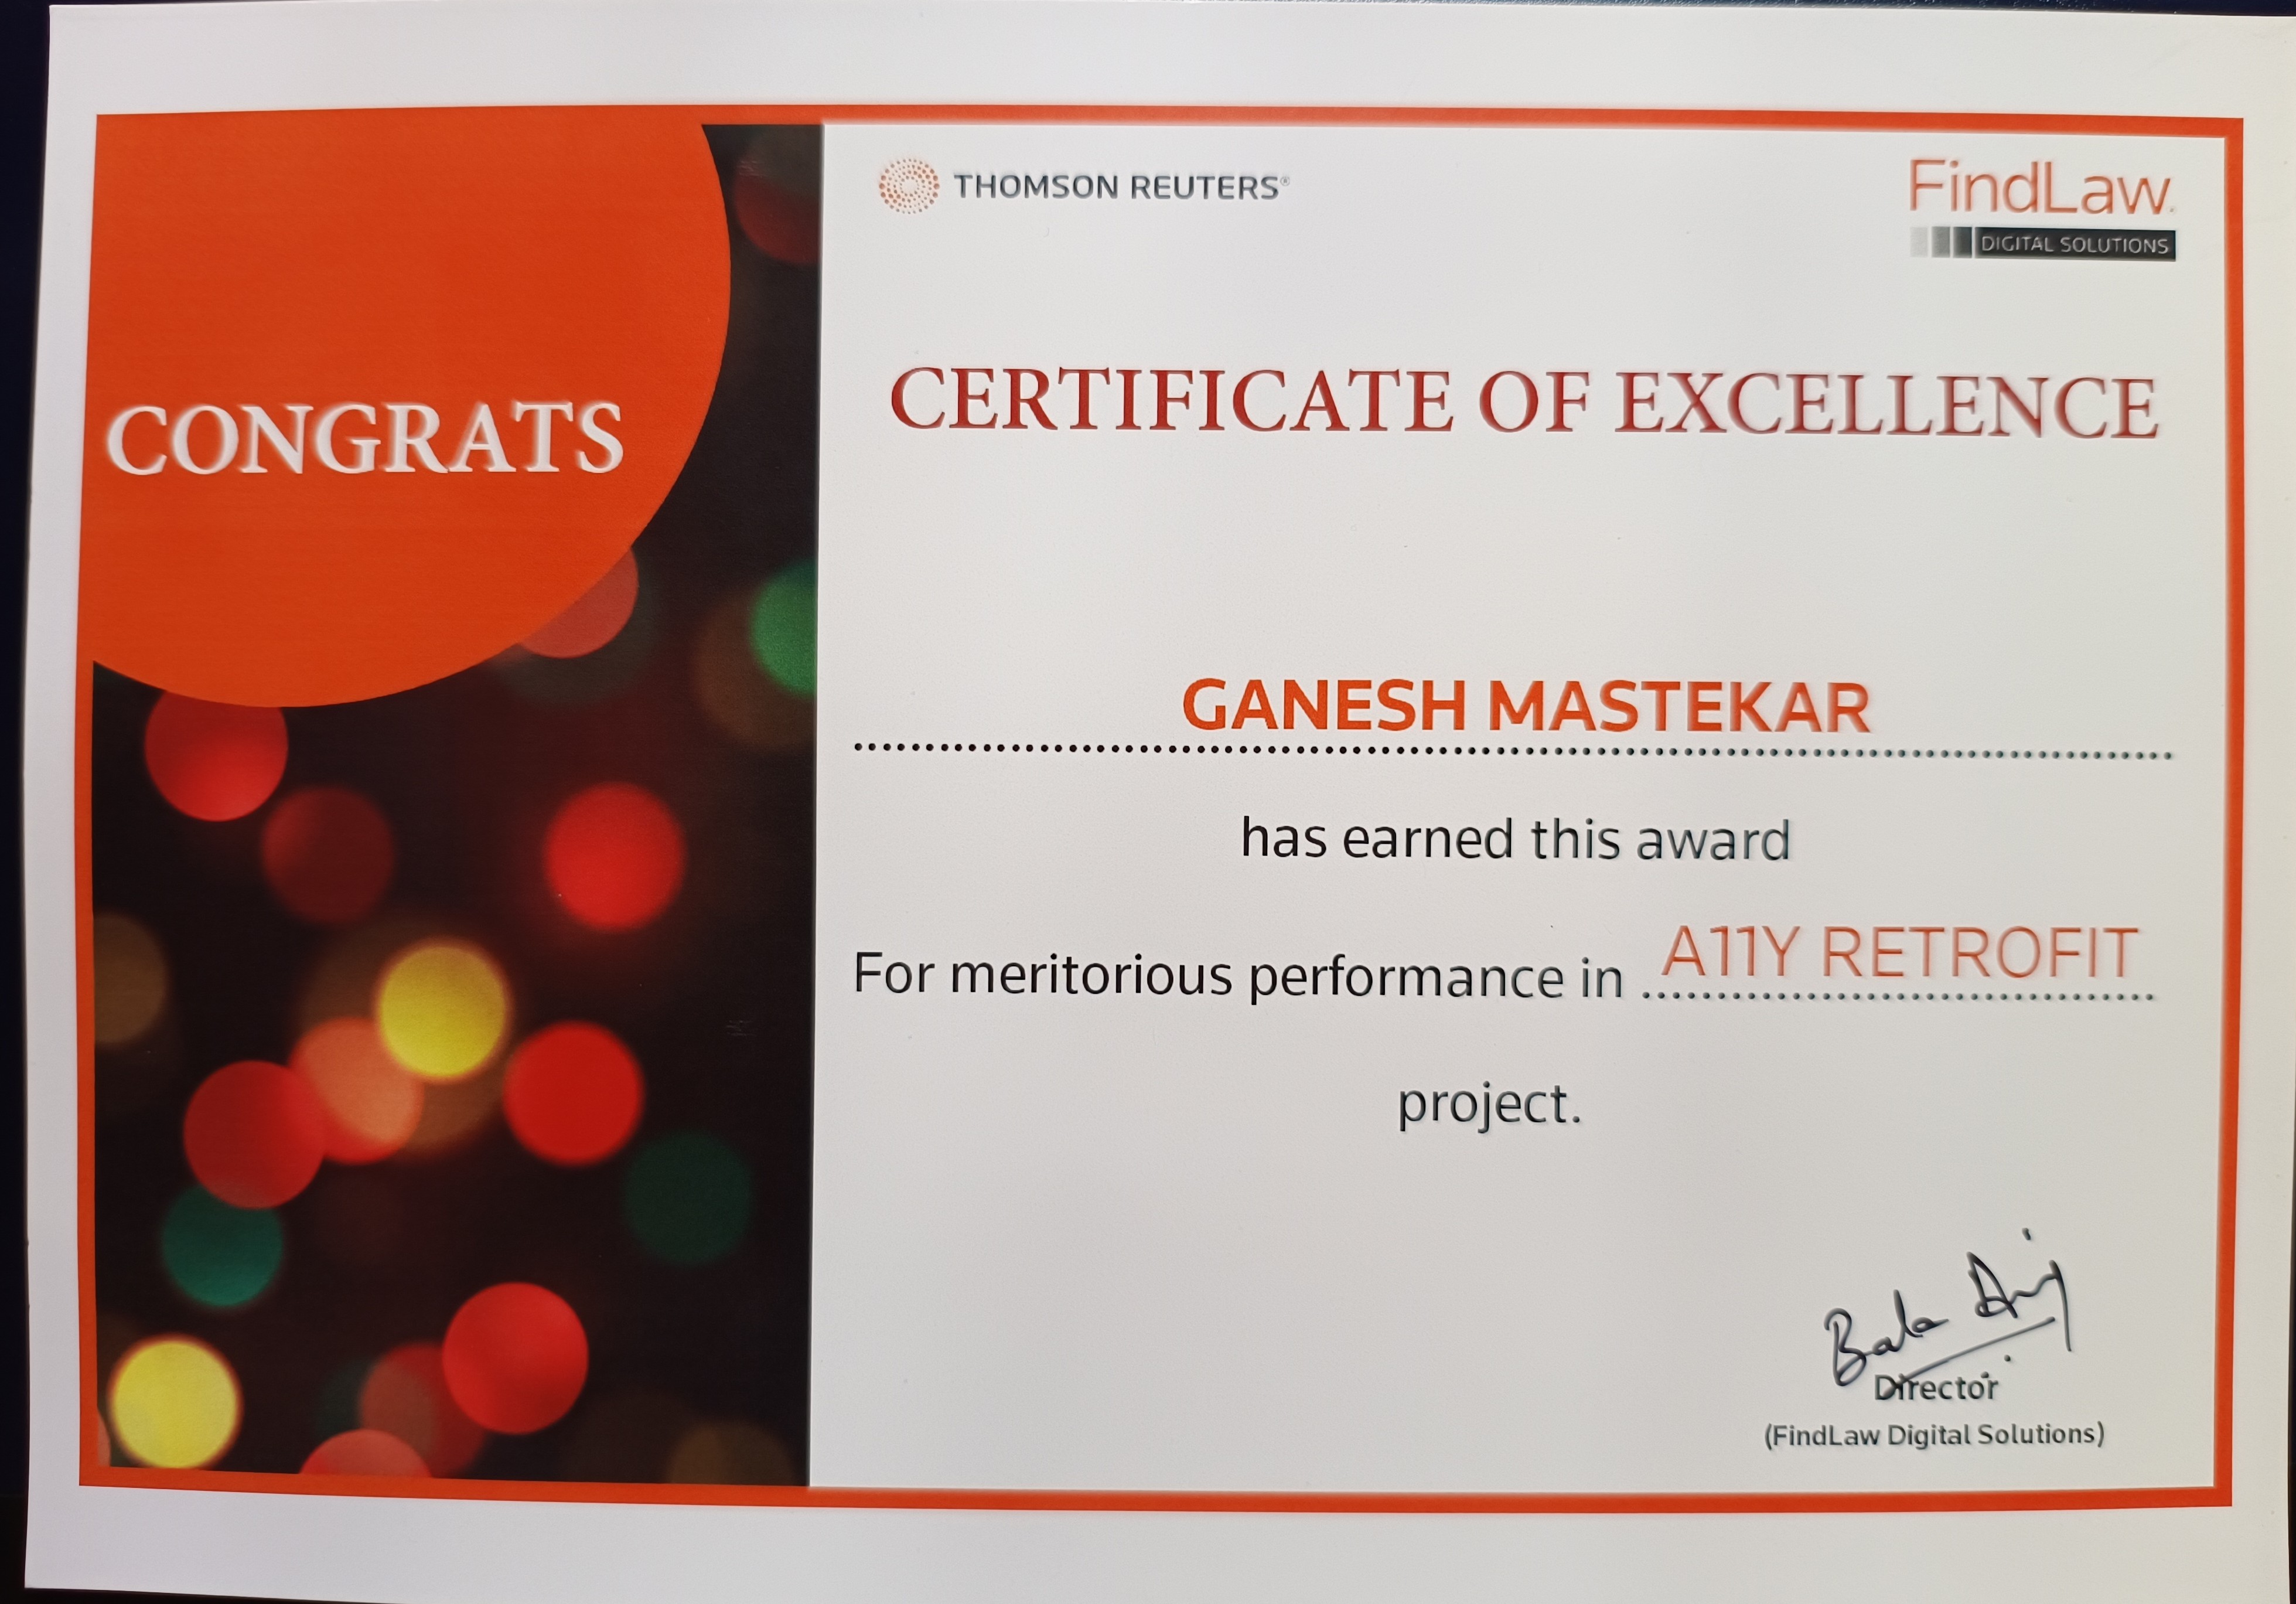 CONGRATS
THOMSON REUTERS®
FindLaw.
DIGITAL SOLUTIONS
CERTIFICATE OF EXCELLENCE
GANESH MASTEKAR
has earned this award
For meritorious performance in A11Y RETROFIT
project.
Bala
Director
(FindLaw Digital Solutions)